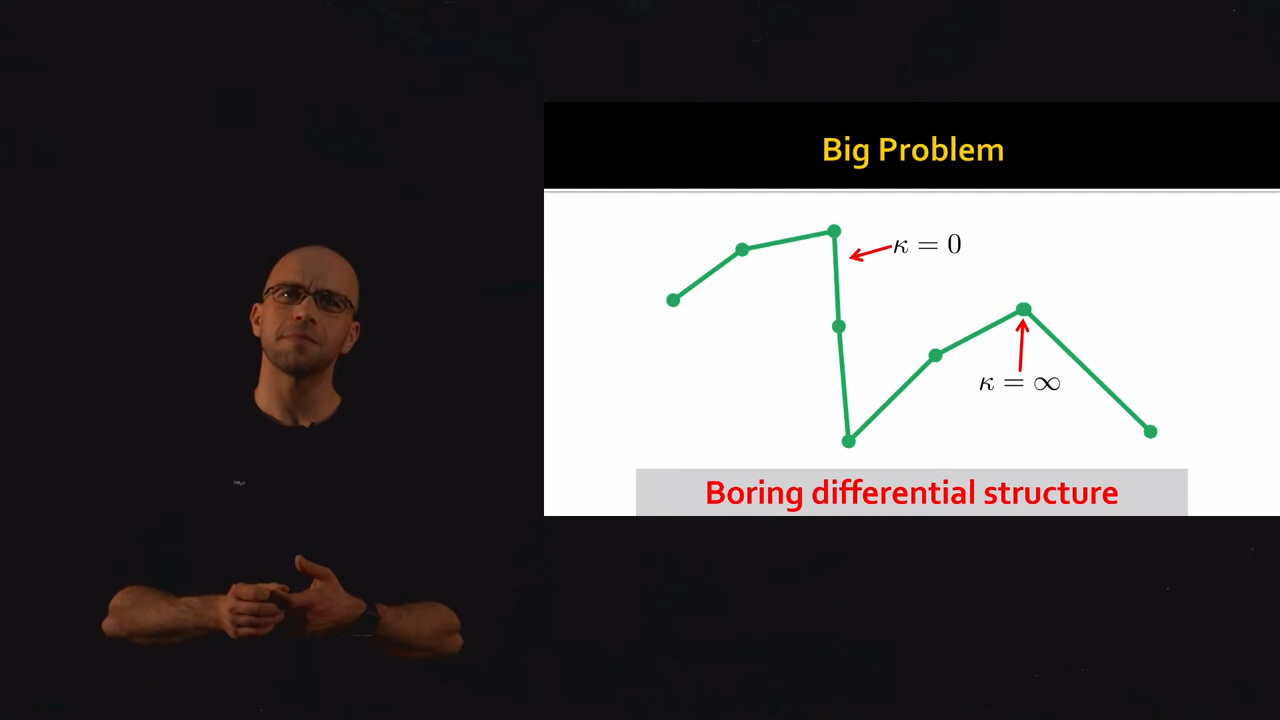 Big Problem
κ = 0
κ = ∞
Boring differential structure